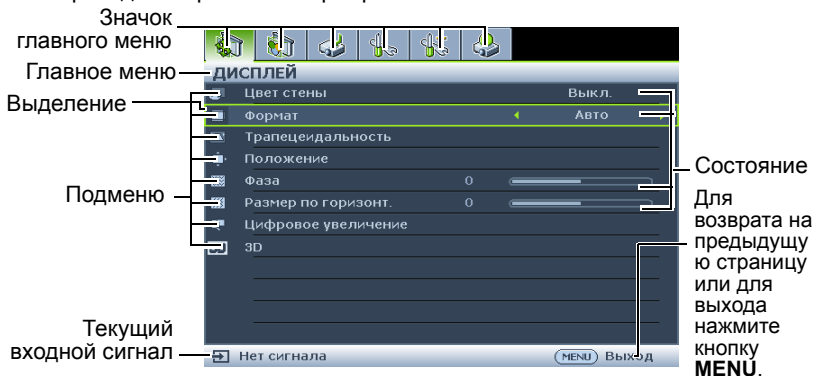 Значок
главного меню
Главное меню
ДИСПЛЕЙ
Выделение
Цвет стены Выкл.
Формат Авто
Трапецеидальность
Положение
Фаза 0
Размер по горизонт. 0
Цифровое увеличение
3D
Подменю
Состояние
Для
возврата на
предыдущу
ю страницу
или для
выхода
нажмите
кнопку
MENU.
Текущий
входной сигнал
Нет сигнала
MENU Выход